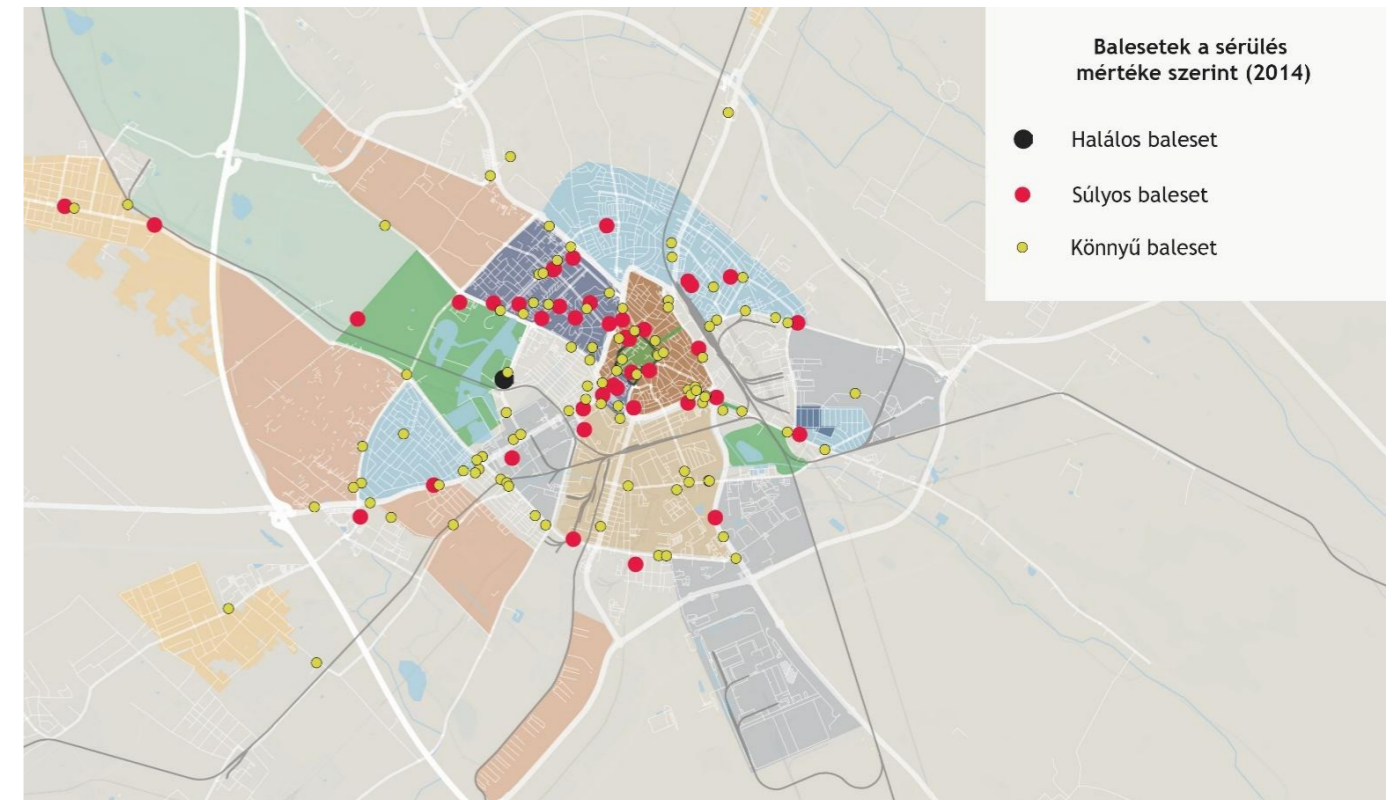 Balesetek a sérülés
mértéke szerint (2014)
Halálos baleset
Súlyos baleset
Könnyű baleset